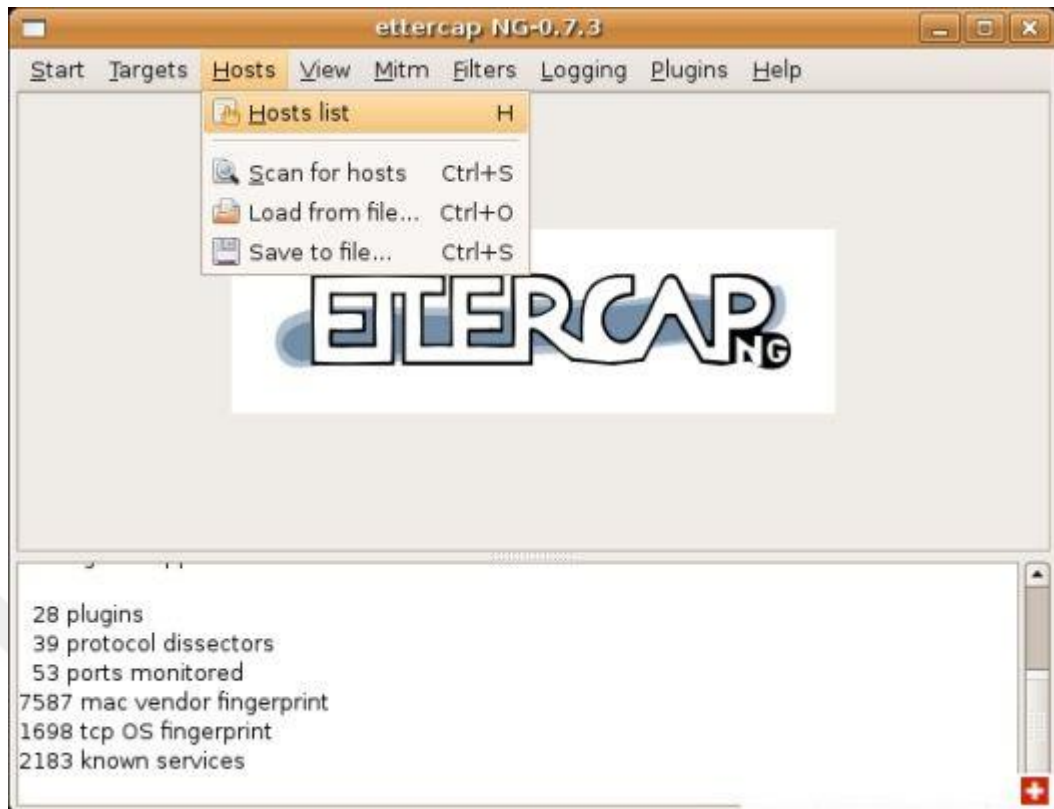 ettercap NG-0.7.3
Start Targets Hosts View Mitm Filters Logging Plugins Help
Hosts list H
Scan for hosts Ctrl+S
Load from file... Ctrl+O
Save to file... Ctrl+S
ETTERCAP NG
28 plugins
39 protocol dissectors
53 ports monitored
7587 mac vendor fingerprint
1698 tcp OS fingerprint
2183 known services